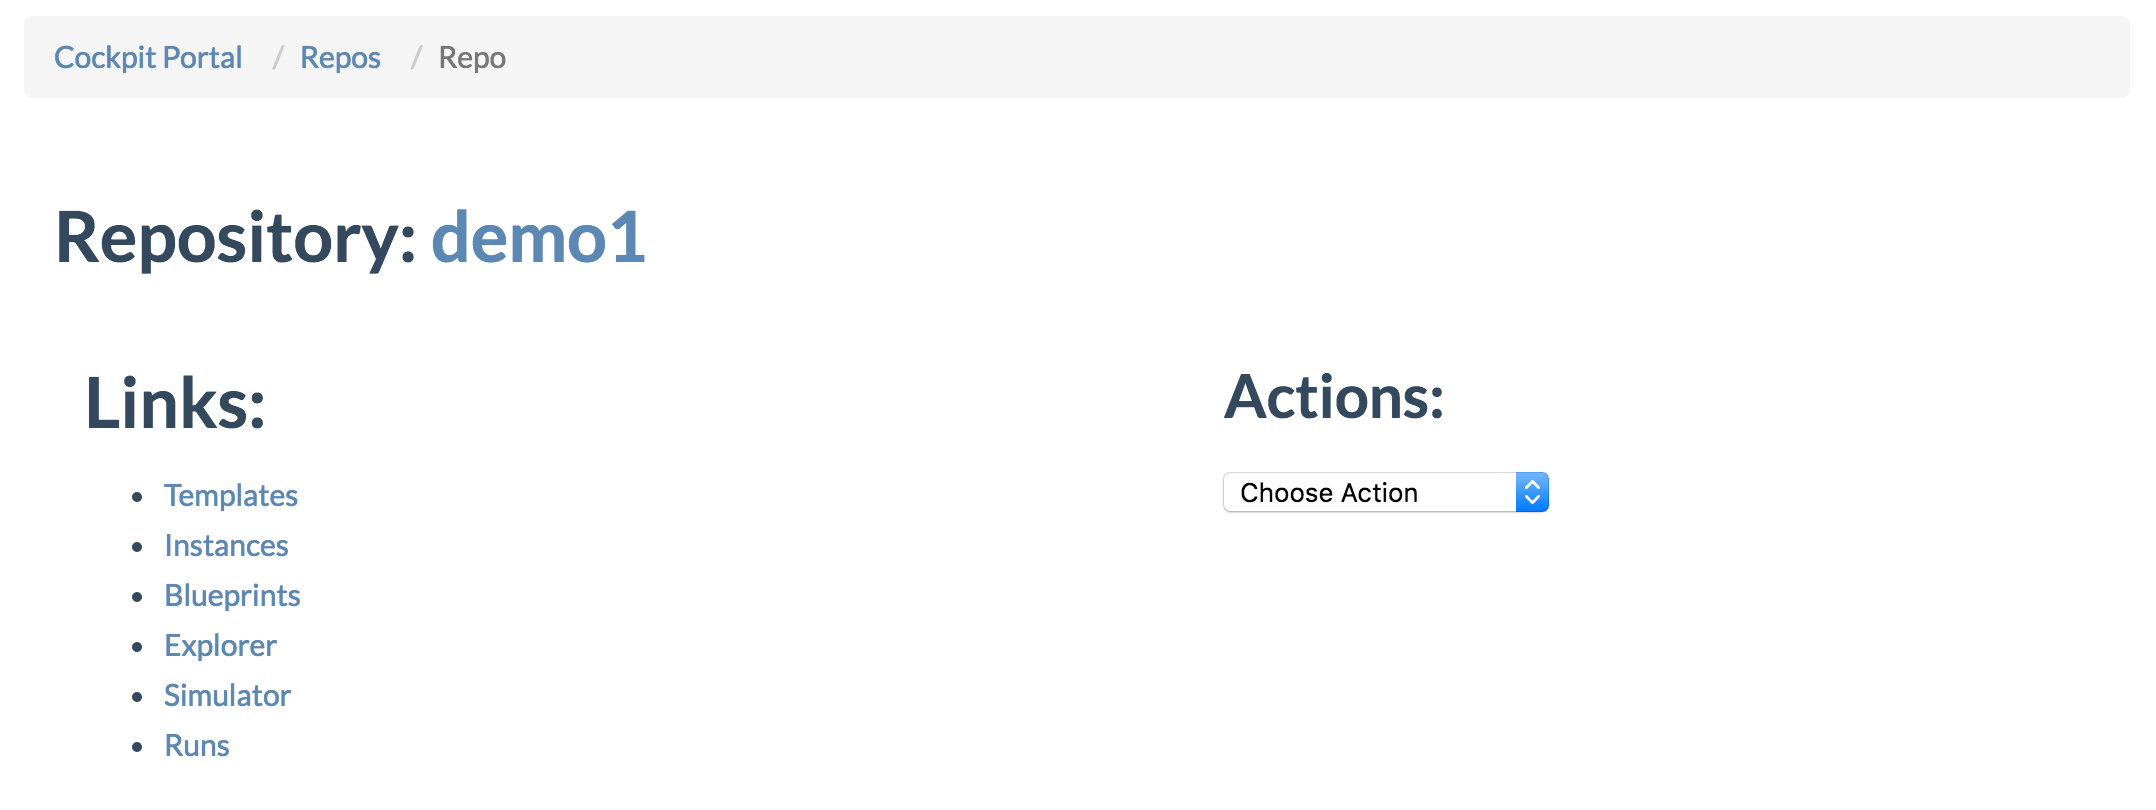 Cockpit Portal / Repos / Repo
Repository: demo1
Links:
Templates
Instances
Blueprints
Explorer
Simulator
Runs
Actions:
Choose Action